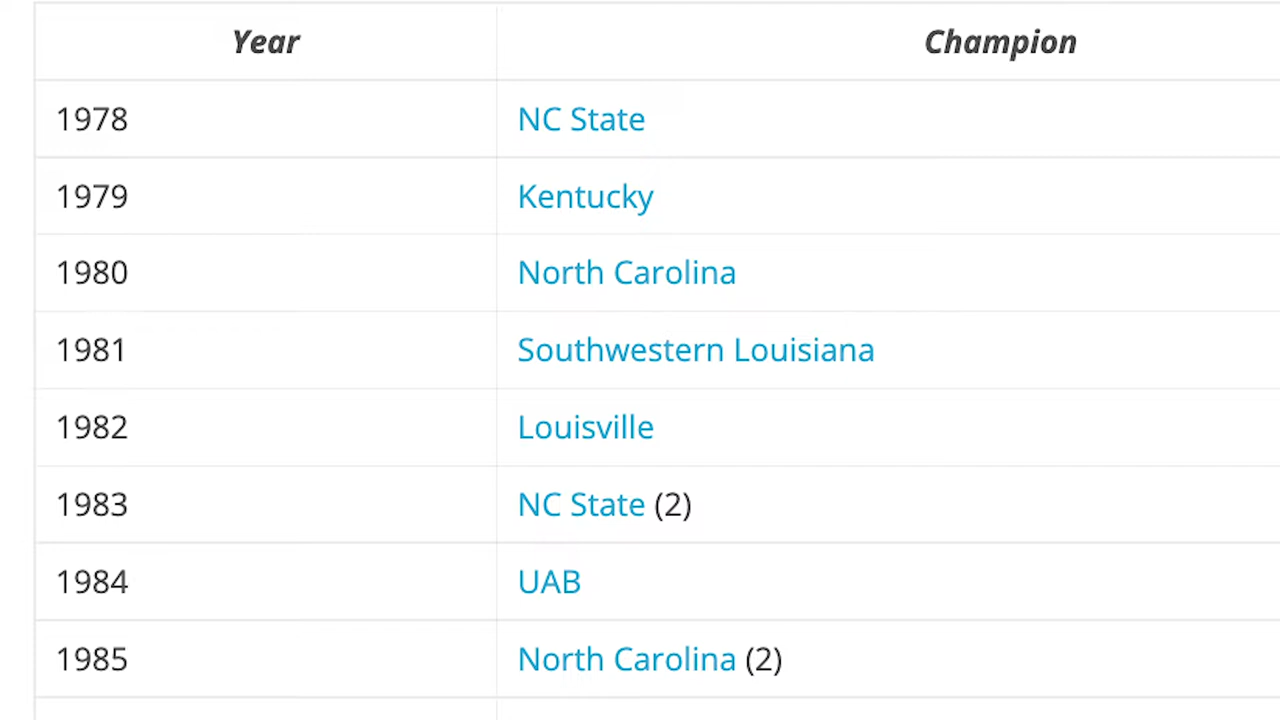 Year Champion
1978 NC State
1979 Kentucky
1980 North Carolina
1981 Southwestern Louisiana
1982 Louisville
1983 NC State (2)
1984 UAB
1985 North Carolina (2)